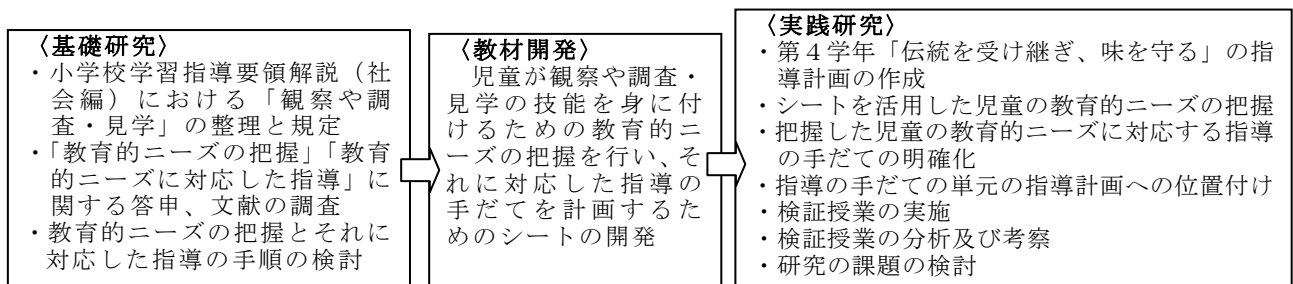 〈基礎研究〉
・小学校学習指導要領解説（社
会編）における「観察や調
査・見学」の整理と規定
・「教育的ニーズの把握」「教育
的ニーズに対応した指導」に
関する答申、文献の調査
・教育的ニーズの把握とそれに
対応した指導の手順の検討
〈教材開発〉
児童が観察や調査・
見学の技能を身に付
けるための教育的ニ
ーズの把握を行い、そ
れに対応した指導の
手だてを計画するた
めのシートの開発
〈実践研究〉
・第４学年「伝統を受け継ぎ、味を守る」の指
導計画の作成
・シートを活用した児童の教育的ニーズの把握
・把握した児童の教育的ニーズに対応する指導
の手だての明確化
・指導の手だての単元の指導計画への位置付け
・検証授業の実施
・検証授業の分析及び考察
・研究の課題の検討